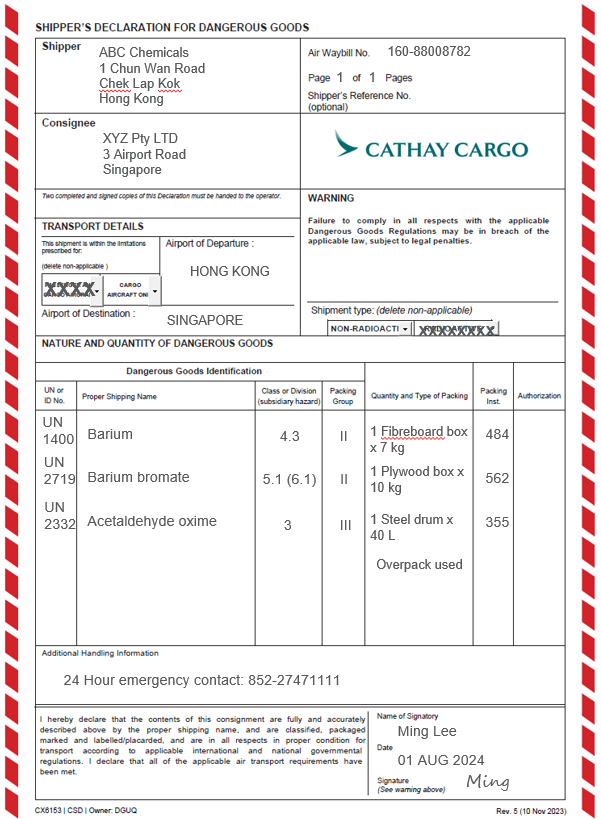 SHIPPER'S DECLARATION FOR DANGEROUS GOODS
Shipper
ABC Chemicals
1 Chun Wan Road
Chek Lap Kok
Hong Kong
Air Waybill No. 160-88008782
Page 1 of 1 Pages
Shipper's Reference No.
(optional)
Consignee
XYZ Pty LTD
3 Airport Road
Singapore
CATHAY CARGO
Two completed and signed copies of this Declaration must be handed to the operator.
WARNING
Failure to comply in all respects with the applicable
Dangerous Goods Regulations may be in breach of the
applicable law, subject to legal penalties.
TRANSPORT DETAILS
This shipment is within the limitations
prescribed for:
(delete non-applicable )
XXXX
CARGO
AIRCRAFT ONI
Airport of Departure :
HONG KONG
Airport of Destination :
SINGAPORE
Shipment type: (delete non-applicable)
NON-RADIOACTI
XXXXXXXX
NATURE AND QUANTITY OF DANGEROUS GOODS
Dangerous Goods Identification
UN or
ID No.
Proper Shipping Name
Class or Division
(subsidiary hazard)
Packing
Group
Quantity and Type of Packing
Packing
Inst.
Authorization
UN
1400
Barium
4.3
II
1 Fibreboard box
x 7 kg
484
UN
2719
Barium bromate
5.1 (6.1)
II
1 Plywood box x
10 kg
562
UN
2332
Acetaldehyde oxime
3
III
1 Steel drum x
40 L
355
Overpack used
Additional Handling Information
24 Hour emergency contact: 852-27471111
I hereby declare that the contents of this consignment are fully and accurately
described above by the proper shipping name, and are classified, packaged
marked and labelled/placarded, and are in all respects in proper condition for
transport according to applicable international and national governmental
regulations. I declare that all of the applicable air transport requirements have
been met.
Name of Signatory
Ming Lee
Date
01 AUG 2024
Signature
(See warning above)
Ming
CX6153 | CSD | Owner: DGUQ
Rev. 5 (10 Nov 2023)